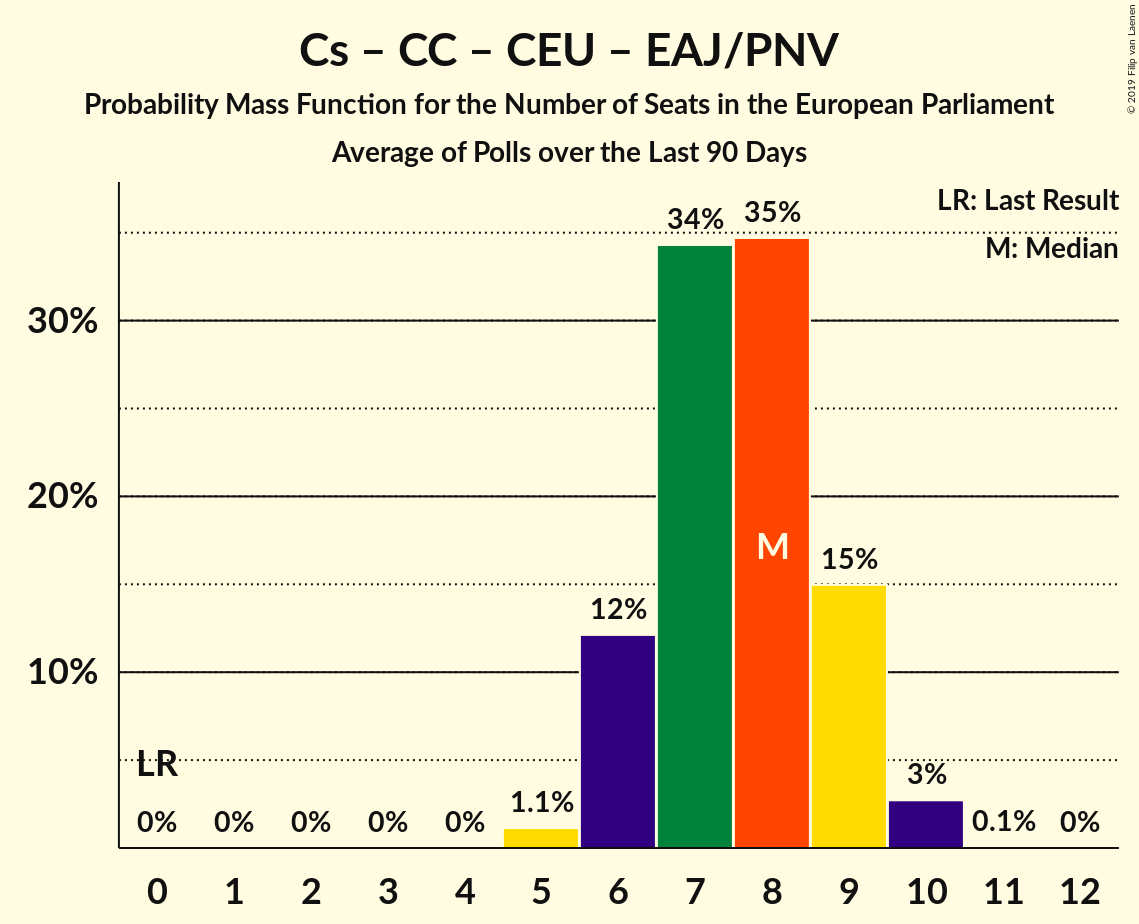 Cs – CC – CEU – EAJ/PNV
Probability Mass Function for the Number of Seats in the European Parliament
Average of Polls over the Last 90 Days
© 2019 Filip van Laenen
LR: Last Result
M: Median
34% 35%
30%
20%
M
15%
12%
10%
LR
3%
1.1%
0% 0% 0% 0% 0% 0.1% 0%
0 1 2 3 4 5 6 7 8 9 10 11 12